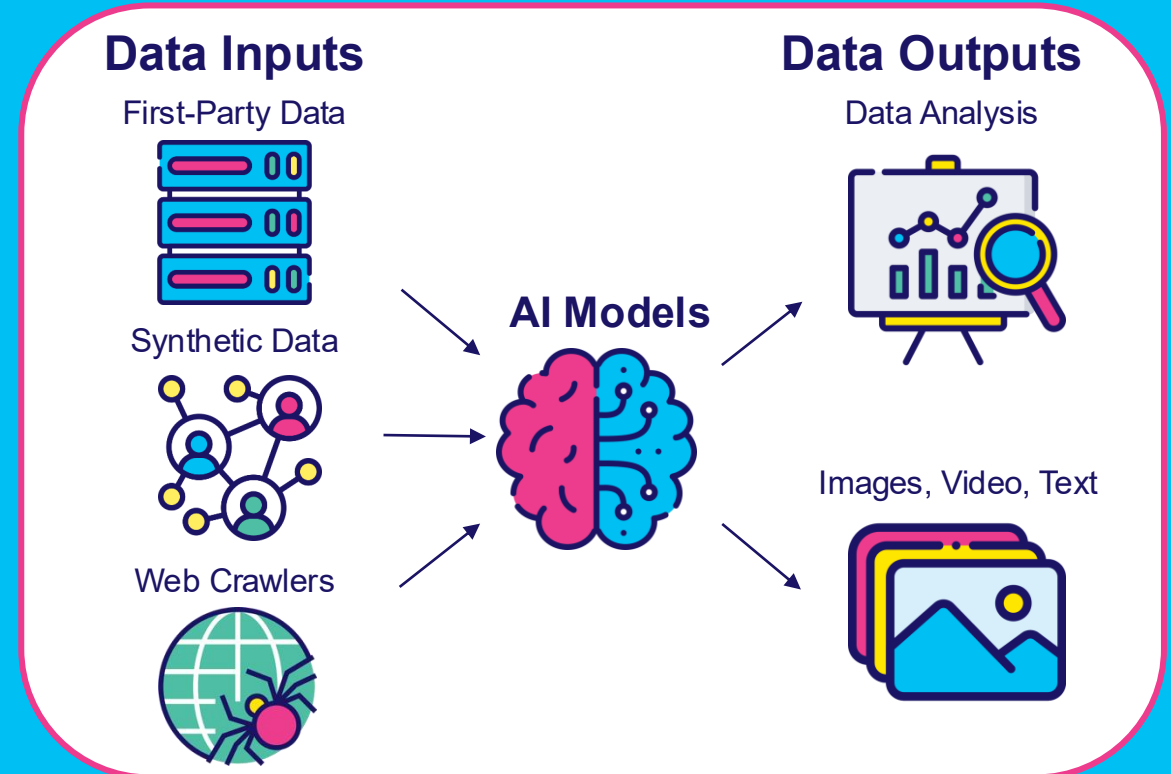 Data Inputs
First-Party Data
Synthetic Data
Web Crawlers
AI Models
Data Outputs
Data Analysis
Images, Video, Text